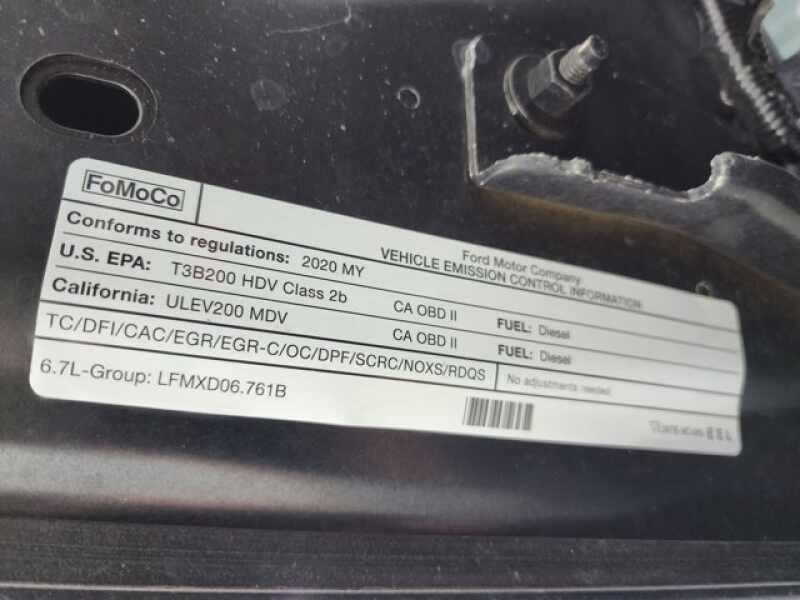 FoMoCo
Ford Motor Company
VEHICLE EMISSION CONTROL INFORMATION
Conforms to regulations: 2020 MY
U.S. EPA: T3B200 HDV Class 2b CA OBD II FUEL: Diesel
California: ULEV200 MDV CA OBD II FUEL: Diesel
TC/DFI/CAC/EGR/EGR-C/OC/DPF/SCRC/NOXS/RDQS No adjustments needed.
6.7L-Group: LFMXD06.761B